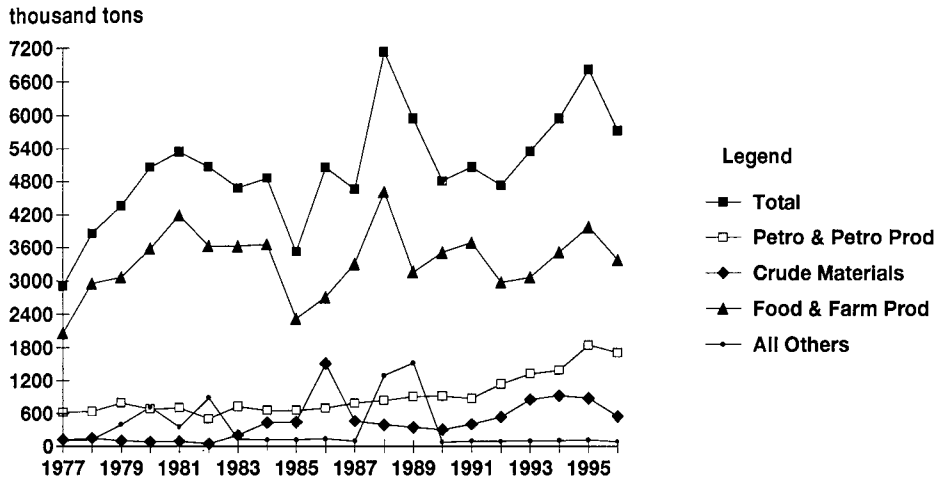 thousand tons
7200
6600
6000
5400
4800
4200
3600
3000
2400
1800
1200
600
0
1977 1979 1981 1983 1985 1987 1989 1991 1993 1995
Legend
Total
Petro & Petro Prod
Crude Materials
Food & Farm Prod
All Others